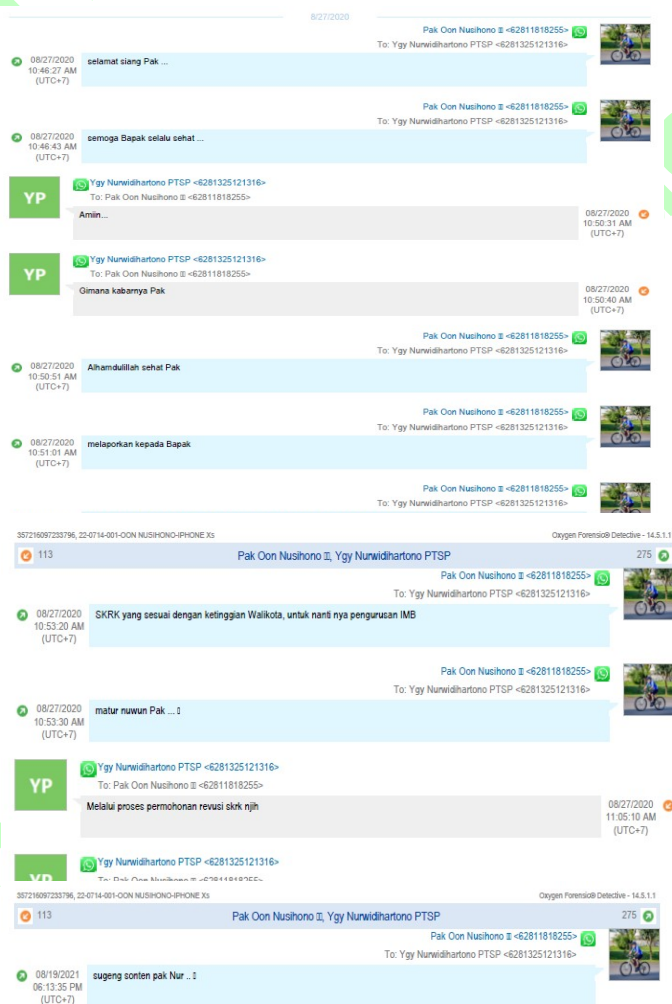 8/27/2020
Pak Oon Nusihono <62811818255>
To: Ygy Nurwidihartono PTSP <6281325121316>
08/27/2020
10:46:27 AM
(UTC+7)
selamat siang Pak ...
Pak Oon Nusihono <62811818255>
To: Ygy Nurwidihartono PTSP <6281325121316>
08/27/2020
10:46:43 AM
(UTC+7)
semoga Bapak selalu sehat ...
YP
Ygy Nurwidihartono PTSP <6281325121316>
To: Pak Oon Nusihono <62811818255>
Amiin...
08/27/2020
10:50:31 AM
(UTC+7)
YP
Ygy Nurwidihartono PTSP <6281325121316>
To: Pak Oon Nusihono <62811818255>
Gimana kabarnya Pak
08/27/2020
10:50:40 AM
(UTC+7)
Pak Oon Nusihono <62811818255>
To: Ygy Nurwidihartono PTSP <6281325121316>
08/27/2020
10:50:51 AM
(UTC+7)
Alhamdulillah sehat Pak
Pak Oon Nusihono <62811818255>
To: Ygy Nurwidihartono PTSP <6281325121316>
08/27/2020
10:51:01 AM
(UTC+7)
melaporkan kepada Bapak
Pak Oon Nusihono <62811818255>
To: Ygy Nurwidihartono PTSP <6281325121316>
357216097233796, 22-0714-001-OON NUSIHONO-IPHONE Xs
Oxygen Forensic® Detective - 14.5.1.1
113
Pak Oon Nusihono, Ygy Nurwidihartono PTSP
275
Pak Oon Nusihono <62811818255>
To: Ygy Nurwidihartono PTSP <6281325121316>
08/27/2020
10:53:20 AM
(UTC+7)
SKRK yang sesuai dengan ketinggian Walikota, untuk nanti nya pengurusan IMB
Pak Oon Nusihono <62811818255>
To: Ygy Nurwidihartono PTSP <6281325121316>
08/27/2020
10:53:30 AM
(UTC+7)
matur nuwun Pak ...
YP
Ygy Nurwidihartono PTSP <6281325121316>
To: Pak Oon Nusihono <62811818255>
Melalui proses permohonan revisi skrk njih
08/27/2020
11:05:10 AM
(UTC+7)
YP
Ygy Nurwidihartono PTSP <6281325121316>
To: Pak Oon Nusihono <62811818255>
357216097233796, 22-0714-001-OON NUSIHONO-IPHONE Xs
Oxygen Forensic® Detective - 14.5.1.1
113
Pak Oon Nusihono, Ygy Nurwidihartono PTSP
275
Pak Oon Nusihono <62811818255>
To: Ygy Nurwidihartono PTSP <6281325121316>
08/19/2021
06:13:35 PM
(UTC+7)
sugeng sonten pak Nur ..